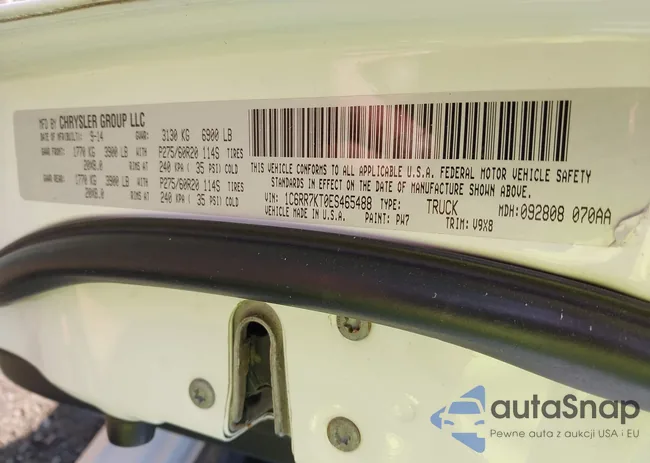 MFD BY CHRYSLER GROUP LLC
DATE OF MFR(BUILT): 9-14 GVWR: 3130 KG 6900 LB
GAWR FRONT: 1770 KG 3900 LB WITH P275/60R20 114S TIRES
20X8.0 RIMS AT 240 KPA ( 35 PSI) COLD
GAWR REAR: 1770 KG 3900 LB WITH P275/60R20 114S TIRES
20X8.0 RIMS AT 240 KPA ( 35 PSI) COLD
THIS VEHICLE CONFORMS TO ALL APPLICABLE U.S.A. FEDERAL MOTOR VEHICLE SAFETY
STANDARDS IN EFFECT ON THE DATE OF MANUFACTURE SHOWN ABOVE.
VIN: 1C6RR7KT0ES465488 TYPE: TRUCK MDH: 092808 070AA
MADE IN U.S.A. PAINT: PW7 TRIM: V9X8
autaSnap
Pewne auta z aukcji USA i EU